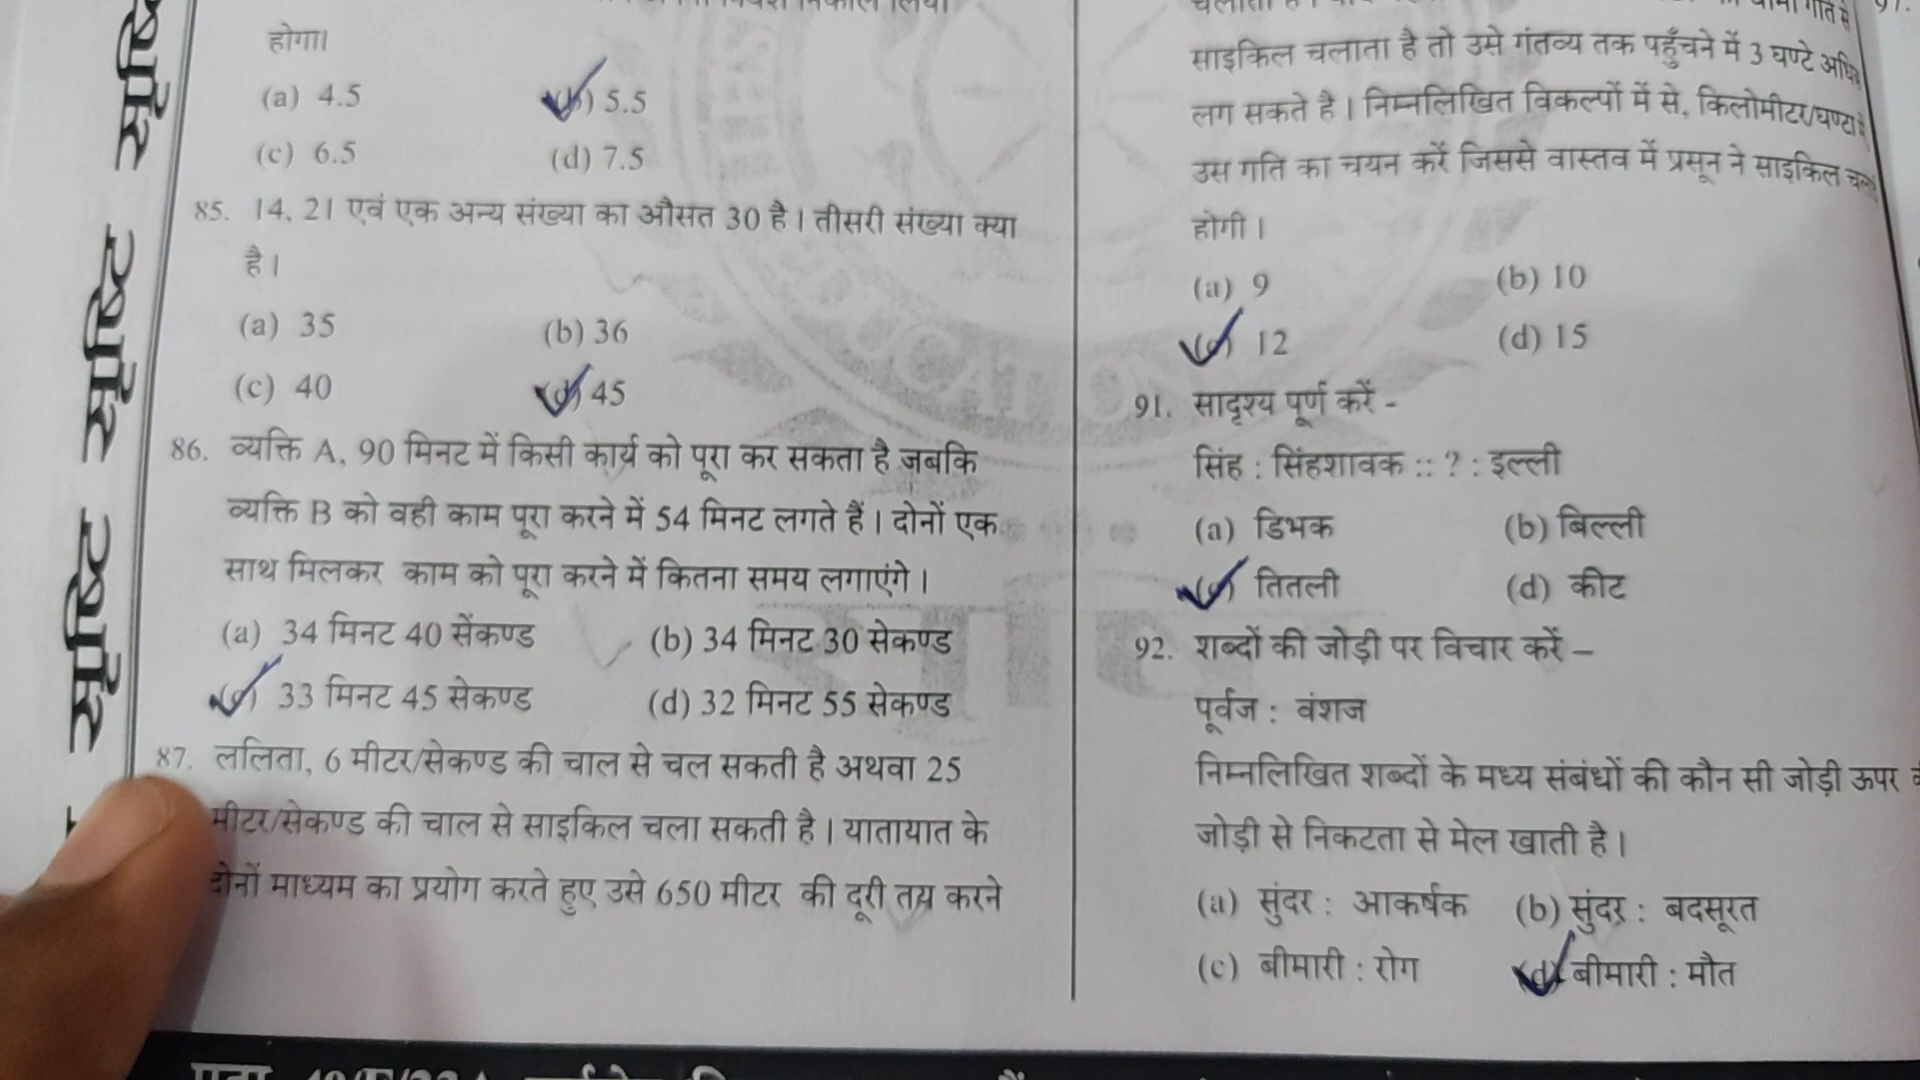 होगा।
(a) 4.5 (b) 5.5
(c) 6.5 (d) 7.5
85. 14, 21 एवं एक अन्य संख्या का औसत 30 है। तीसरी संख्या क्या
है।
(a) 35 (b) 36
(c) 40 (d) 45
86. व्यक्ति A, 90 मिनट में किसी कार्य को पूरा कर सकता है जबकि
व्यक्ति B को वही काम पूरा करने में 54 मिनट लगते हैं। दोनों एक
साथ मिलकर काम को पूरा करने में कितना समय लगाएंगे।
(a) 34 मिनट 40 सेंकण्ड (b) 34 मिनट 30 सेकण्ड
(c) 33 मिनट 45 सेकण्ड (d) 32 मिनट 55 सेकण्ड
87. ललिता, 6 मीटर/सेकण्ड की चाल से चल सकती है अथवा 25
मीटर/सेकण्ड की चाल से साइकिल चला सकती है। यातायात के
दोनों माध्यम का प्रयोग करते हुए उसे 650 मीटर की दूरी तय करने
साइकिल चलाता है तो उसे गंतव्य तक पहुँचने में 3 घण्टे
लग सकते है। निम्नलिखित विकल्पों में से, किलोमीटर/घण्टा में
उस गति का चयन करें जिससे वास्तव में प्रसून ने साइकिल
होगी।
(a) 9 (b) 10
(c) 12 (d) 15
91. सादृश्य पूर्ण करें -
सिंह : सिंहशावक :: ? : इल्ली
(a) डिभक (b) बिल्ली
(c) तितली (d) कीट
92. शब्दों की जोड़ी पर विचार करें –
पूर्वज : वंशज
निम्नलिखित शब्दों के मध्य संबंधों की कौन सी जोड़ी ऊपर
जोड़ी से निकटता से मेल खाती है।
(a) सुंदर : आकर्षक (b) सुंदर : बदसूरत
(c) बीमारी : रोग (d) बीमारी : मौत